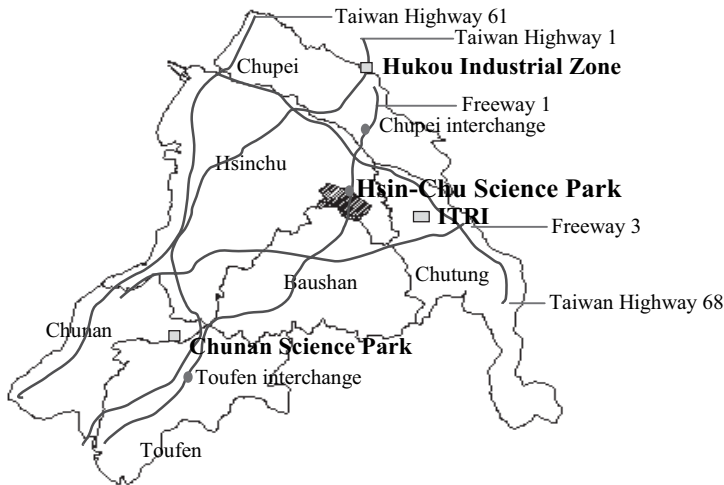 Taiwan Highway 61
Taiwan Highway 1
Chupei
Hukou Industrial Zone
Freeway 1
Chupei interchange
Hsinchu
Hsin-Chu Science Park
ITRI
Freeway 3
Baushan
Chutung
Taiwan Highway 68
Chunan
Chunan Science Park
Toufen interchange
Toufen